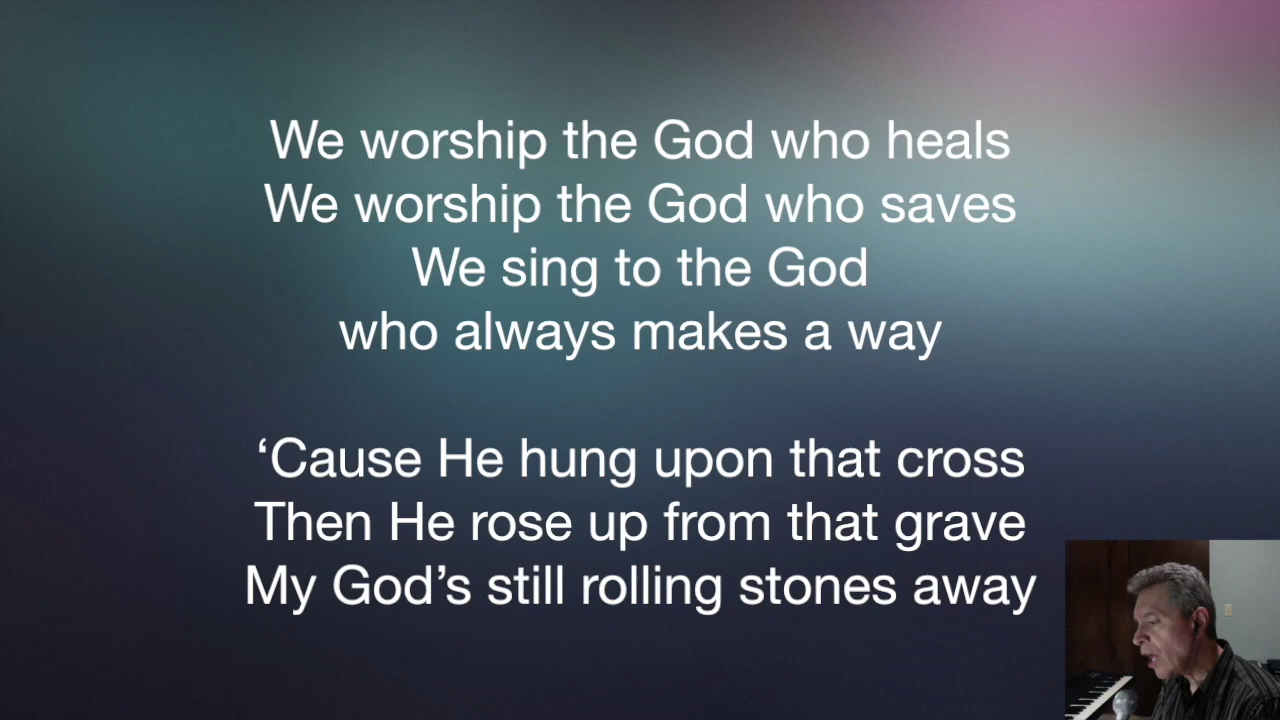 We worship the God who heals
We worship the God who saves
We sing to the God
who always makes a way
‘Cause He hung upon that cross
Then He rose up from that grave
My God’s still rolling stones away